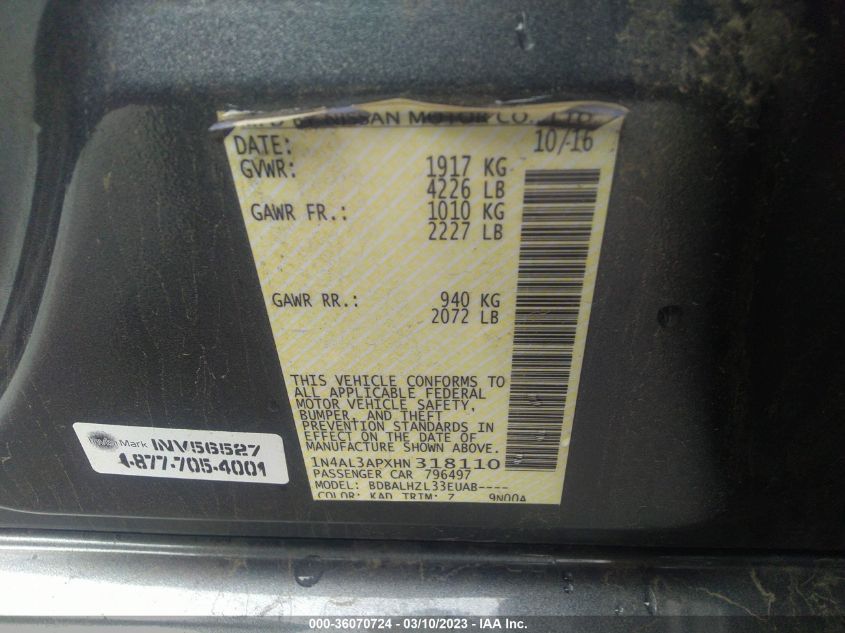 NISSAN MOTOR CO., LTD.
DATE: 10/16
GVWR: 1917 KG
4226 LB
GAWR FR.: 1010 KG
2227 LB
GAWR RR.: 940 KG
2072 LB
THIS VEHICLE CONFORMS TO
ALL APPLICABLE FEDERAL
MOTOR VEHICLE SAFETY,
BUMPER, AND THEFT
PREVENTION STANDARDS IN
EFFECT ON THE DATE OF
MANUFACTURE SHOWN ABOVE.
1N4AL3APXHN 318110
PASSENGER CAR 796497
MODEL: BDBALHZL33EUAB----
COLOR: KAD TRIM: Z 9N00A
Mark INV56527
1-877-705-4001
000-36070724 — 03/10/2023 — IAA Inc.